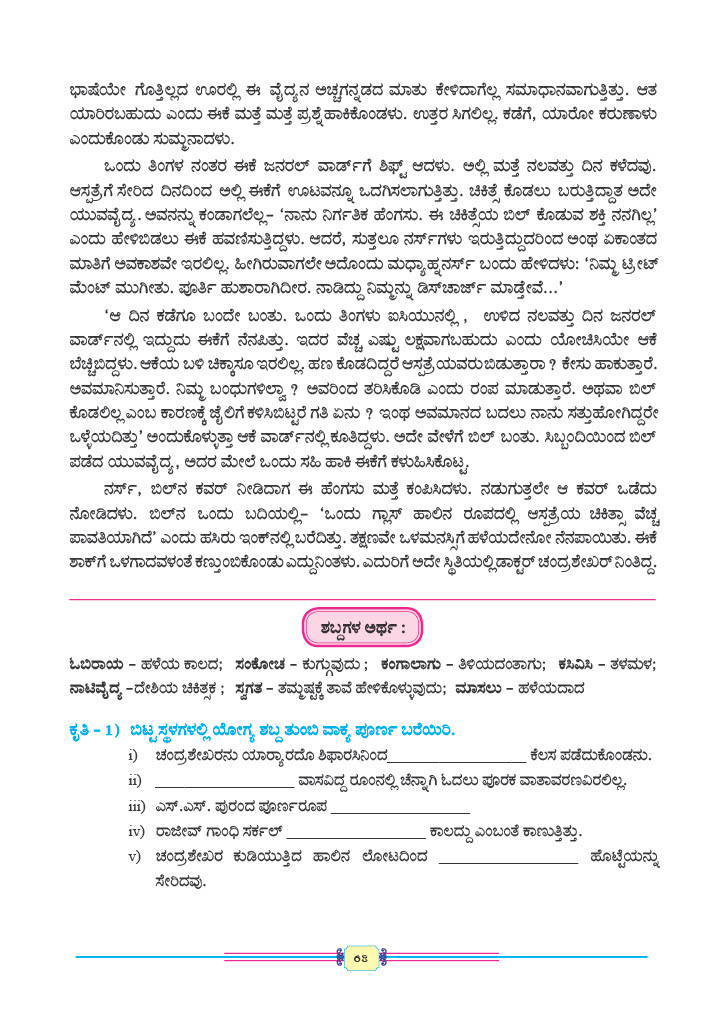 ಭಾಷೆಯೇ ಗೊತ್ತಿಲ್ಲದ ಊರಲ್ಲಿ ಈ ವೈದ್ಯನ ಅಚ್ಚಗನ್ನಡದ ಮಾತು ಕೇಳಿದಾಗೆಲ್ಲ ಸಮಾಧಾನವಾಗುತ್ತಿತ್ತು. ಆತ
ಯಾರಿರಬಹುದು ಎಂದು ಈಕೆ ಮತ್ತೆ ಮತ್ತೆ ಪ್ರಶ್ನೆ ಹಾಕಿಕೊಂಡಳು. ಉತ್ತರ ಸಿಗಲಿಲ್ಲ. ಕಡೆಗೆ, ಯಾರೋ ಕರುಣಾಳು
ಎಂದುಕೊಂಡು ಸುಮ್ಮನಾದಳು.
ಒಂದು ತಿಂಗಳ ನಂತರ ಈಕೆ ಜನರಲ್ ವಾರ್ಡ್‌ಗೆ ಶಿಫ್ಟ್ ಆದಳು. ಅಲ್ಲಿ ಮತ್ತೆ ನಲವತ್ತು ದಿನ ಕಳೆದವು.
ಆಸ್ಪತ್ರೆಗೆ ಸೇರಿದ ದಿನದಿಂದ ಅಲ್ಲಿ ಈಕೆಗೆ ಊಟವನ್ನೂ ಒದಗಿಸಲಾಗುತ್ತಿತ್ತು. ಚಿಕಿತ್ಸೆ ಕೊಡಲು ಬರುತ್ತಿದ್ದಾತ ಅದೇ
ಯುವವೈದ್ಯ. ಅವನನ್ನು ಕಂಡಾಗಲೆಲ್ಲ– ‘ನಾನು ನಿರ್ಗತಿಕ ಹೆಂಗಸು. ಈ ಚಿಕಿತ್ಸೆಯ ಬಿಲ್ ಕೊಡುವ ಶಕ್ತಿ ನನಗಿಲ್ಲ’
ಎಂದು ಹೇಳಿಬಿಡಲು ಈಕೆ ಹವಣಿಸುತ್ತಿದ್ದಳು. ಆದರೆ, ಸುತ್ತಲೂ ನರ್ಸ್‌ಗಳು ಇರುತ್ತಿದ್ದುದರಿಂದ ಅಂಥ ಏಕಾಂತದ
ಮಾತಿಗೆ ಅವಕಾಶವೇ ಇರಲಿಲ್ಲ. ಹೀಗಿರುವಾಗಲೇ ಅದೊಂದು ಮಧ್ಯಾಹ್ನ ನರ್ಸ್ ಬಂದು ಹೇಳಿದಳು: ‘ನಿಮ್ಮ ಟ್ರೀಟ್
ಮೆಂಟ್ ಮುಗೀತು. ಪೂರ್ತಿ ಹುಶಾರಾಗಿದೀರ. ನಾಡಿದ್ದು ನಿಮ್ಮನ್ನು ಡಿಸ್‌ಚಾರ್ಜ್ ಮಾಡ್ತೇವೆ...’
‘ಆ ದಿನ ಕಡೆಗೂ ಬಂದೇ ಬಂತು. ಒಂದು ತಿಂಗಳು ಐಸಿಯುನಲ್ಲಿ , ಉಳಿದ ನಲವತ್ತು ದಿನ ಜನರಲ್
ವಾರ್ಡ್‌ನಲ್ಲಿ ಇದ್ದುದು ಈಕೆಗೆ ನೆನಪಿತ್ತು. ಇದರ ವೆಚ್ಚ ಎಷ್ಟು ಲಕ್ಷವಾಗಬಹುದು ಎಂದು ಯೋಚಿಸಿಯೇ ಆಕೆ
ಬೆಚ್ಚಿಬಿದ್ದಳು. ಆಕೆಯ ಬಳಿ ಚಿಕ್ಕಾಸೂ ಇರಲಿಲ್ಲ. ಹಣ ಕೊಡದಿದ್ದರೆ ಆಸ್ಪತ್ರೆಯವರು ಬಿಡುತ್ತಾರಾ ? ಕೇಸು ಹಾಕುತ್ತಾರೆ.
ಅವಮಾನಿಸುತ್ತಾರೆ. ನಿಮ್ಮ ಬಂಧುಗಳಿಲ್ವಾ ? ಅವರಿಂದ ತರಿಸಿಕೊಡಿ ಎಂದು ರಂಪ ಮಾಡುತ್ತಾರೆ. ಅಥವಾ ಬಿಲ್
ಕೊಡಲಿಲ್ಲ ಎಂಬ ಕಾರಣಕ್ಕೆ ಜೈಲಿಗೆ ಕಳಿಸಿಬಿಟ್ಟರೆ ಗತಿ ಏನು ? ಇಂಥ ಅವಮಾನದ ಬದಲು ನಾನು ಸತ್ತುಹೋಗಿದ್ದರೇ
ಒಳ್ಳೆಯದಿತ್ತು’ ಅಂದುಕೊಳ್ಳುತ್ತಾ ಆಕೆ ವಾರ್ಡ್‌ನಲ್ಲಿ ಕೂತಿದ್ದಳು. ಅದೇ ವೇಳೆಗೆ ಬಿಲ್ ಬಂತು. ಸಿಬ್ಬಂದಿಯಿಂದ ಬಿಲ್
ಪಡೆದ ಯುವವೈದ್ಯ, ಅದರ ಮೇಲೆ ಒಂದು ಸಹಿ ಹಾಕಿ ಈಕೆಗೆ ಕಳುಹಿಸಿಕೊಟ್ಟ.
ನರ್ಸ್, ಬಿಲ್‌ನ ಕವರ್ ನೀಡಿದಾಗ ಈ ಹೆಂಗಸು ಮತ್ತೆ ಕಂಪಿಸಿದಳು. ನಡುಗುತ್ತಲೇ ಆ ಕವರ್ ಒಡೆದು
ನೋಡಿದಳು. ಬಿಲ್‌ನ ಒಂದು ಬದಿಯಲ್ಲಿ– ‘ಒಂದು ಗ್ಲಾಸ್ ಹಾಲಿನ ರೂಪದಲ್ಲಿ ಆಸ್ಪತ್ರೆಯ ಚಿಕಿತ್ಸಾ ವೆಚ್ಚ
ಪಾವತಿಯಾಗಿದೆ’ ಎಂದು ಹಸಿರು ಇಂಕ್‌ನಲ್ಲಿ ಬರೆದಿತ್ತು. ತಕ್ಷಣವೇ ಒಳಮನಸ್ಸಿಗೆ ಹಳೆಯದೇನೋ ನೆನಪಾಯಿತು. ಈಕೆ
ಶಾಕ್‌ಗೆ ಒಳಗಾದವಳಂತೆ ಕಣ್ತುಂಬಿಕೊಂಡು ಎದ್ದುನಿಂತಳು. ಎದುರಿಗೆ ಅದೇ ಸ್ಥಿತಿಯಲ್ಲಿ ಡಾಕ್ಟರ್ ಚಂದ್ರಶೇಖರ್ ನಿಂತಿದ್ದ.
ಶಬ್ದಗಳ ಅರ್ಥ :
ಓಬಿರಾಯ – ಹಳೆಯ ಕಾಲದ; ಸಂಕೋಚ – ಕುಗ್ಗುವುದು ; ಕಂಗಾಲಾಗು – ತಿಳಿಯದಂತಾಗು; ಕಸಿವಿಸಿ – ತಳಮಳ;
ನಾಟಿವೈದ್ಯ –ದೇಶಿಯ ಚಿಕಿತ್ಸಕ ; ಸ್ವಗತ – ತಮ್ಮಷ್ಟಕ್ಕೆ ತಾವೆ ಹೇಳಿಕೊಳ್ಳುವುದು; ಮಾಸಲು – ಹಳೆಯದಾದ
ಕೃತಿ – 1) ಬಿಟ್ಟ ಸ್ಥಳಗಳಲ್ಲಿ ಯೋಗ್ಯ ಶಬ್ದ ತುಂಬಿ ವಾಕ್ಯ ಪೂರ್ಣ ಬರೆಯಿರಿ.
i) ಚಂದ್ರಶೇಖರನು ಯಾರ‍್ಯಾರದೊ ಶಿಫಾರಸಿನಿಂದ__________________ ಕೆಲಸ ಪಡೆದುಕೊಂಡನು.
ii) __________________ ವಾಸವಿದ್ದ ರೂಂನಲ್ಲಿ ಚೆನ್ನಾಗಿ ಓದಲು ಪೂರಕ ವಾತಾವರಣವಿರಲಿಲ್ಲ.
iii) ಎಸ್.ಎಸ್. ಪುರಂದ ಪೂರ್ಣರೂಪ __________________
iv) ರಾಜೀವ್ ಗಾಂಧಿ ಸರ್ಕಲ್ __________________ ಕಾಲದ್ದು ಎಂಬಂತೆ ಕಾಣುತ್ತಿತ್ತು.
v) ಚಂದ್ರಶೇಖರ ಕುಡಿಯುತ್ತಿದ ಹಾಲಿನ ಲೋಟದಿಂದ __________________ ಹೊಟ್ಟೆಯನ್ನು
ಸೇರಿದವು.
೬೩